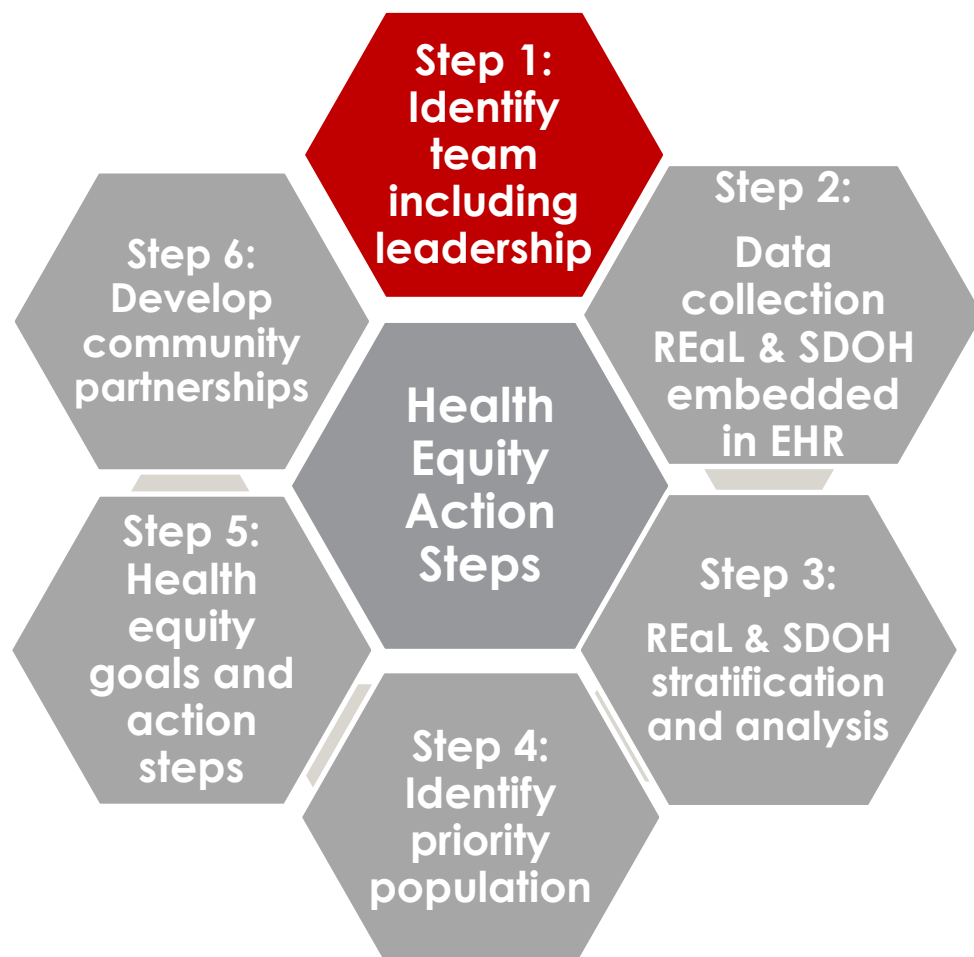 Step 1:
Identify
team
including
leadership
Step 2:
Data
collection
REaL & SDOH
embedded
in EHR
Step 3:
REaL & SDOH
stratification
and analysis
Step 4:
Identify
priority
population
Step 5:
Health
equity
goals and
action
steps
Step 6:
Develop
community
partnerships
Health
Equity
Action
Steps